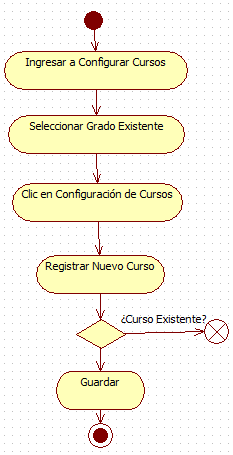 Ingresar a Configurar Cursos
Seleccionar Grado Existente
Clic en Configuración de Cursos
Registrar Nuevo Curso
¿Curso Existente?
Guardar